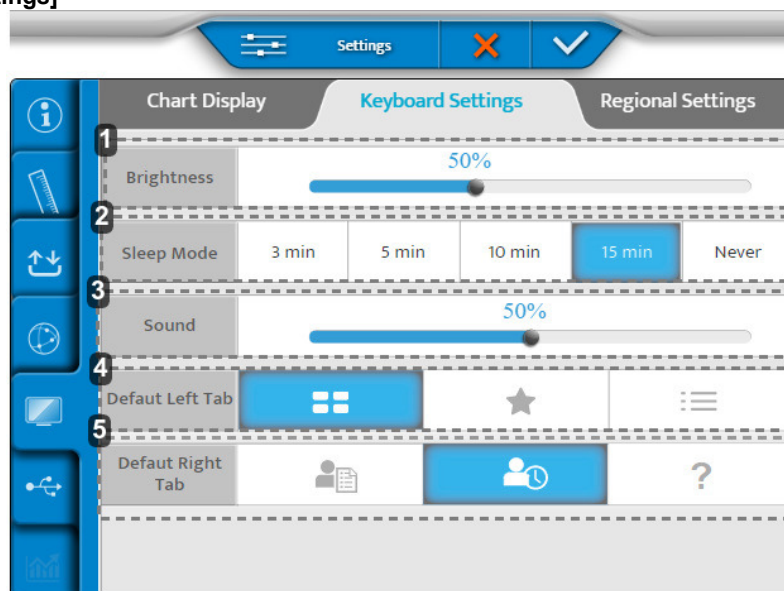 ings]
Settings
Chart Display Keyboard Settings Regional Settings
1
Brightness 50%
2
Sleep Mode 3 min 5 min 10 min 15 min Never
3
Sound 50%
4
Defaut Left Tab
5
Defaut Right
Tab ?